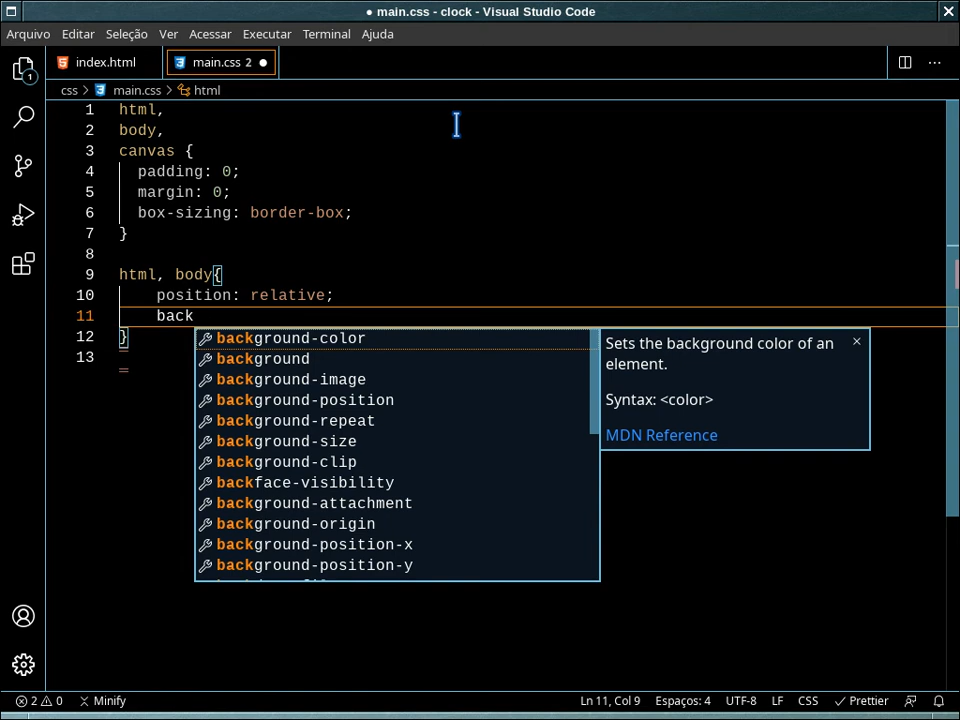 ● main.css - clock - Visual Studio Code
Arquivo Editar Seleção Ver Acessar Executar Terminal Ajuda
index.html main.css 2 ●
css > main.css > html
1 html,
2 body,
3 canvas {
4 padding: 0;
5 margin: 0;
6 box-sizing: border-box;
7 }
8
9 html, body{
10 position: relative;
11 back
12 }
13
background-color
background
background-image
background-position
background-repeat
background-size
background-clip
backface-visibility
background-attachment
background-origin
background-position-x
background-position-y
Sets the background color of an
element.
Syntax: <color>
MDN Reference
1
2 0 Minify Ln 11, Col 9 Espaços: 4 UTF-8 LF CSS Prettier